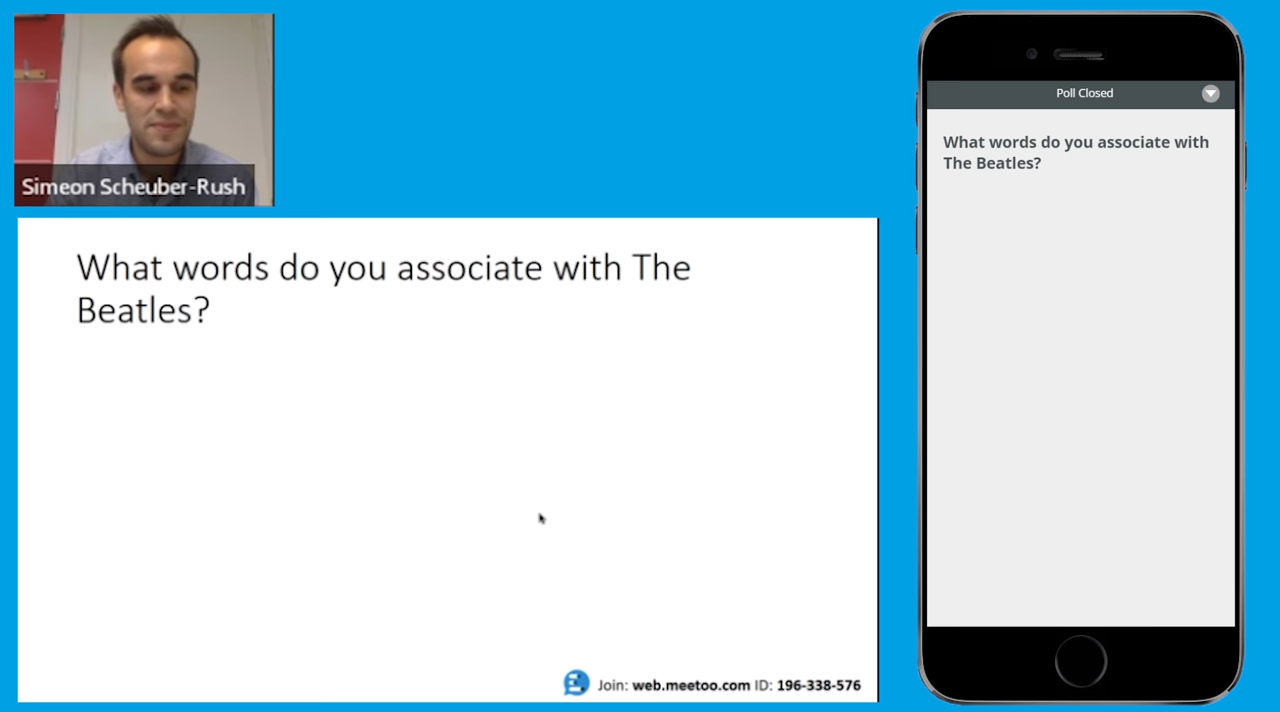 Simeon Scheuber-Rush
What words do you associate with The
Beatles?
Join: web.meetoo.com ID: 196-338-576
Poll Closed
What words do you associate with
The Beatles?